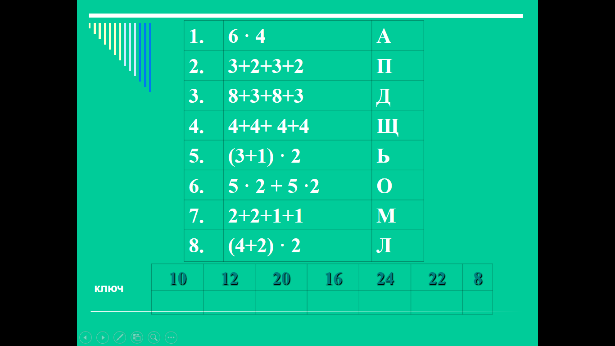 1. 6 · 4 А
2. 3+2+3+2 П
3. 8+3+8+3 Д
4. 4+4+ 4+4 Щ
5. (3+1) · 2 Ь
6. 5 · 2 + 5 ·2 О
7. 2+2+1+1 М
8. (4+2) · 2 Л
ключ 10 12 20 16 24 22 8